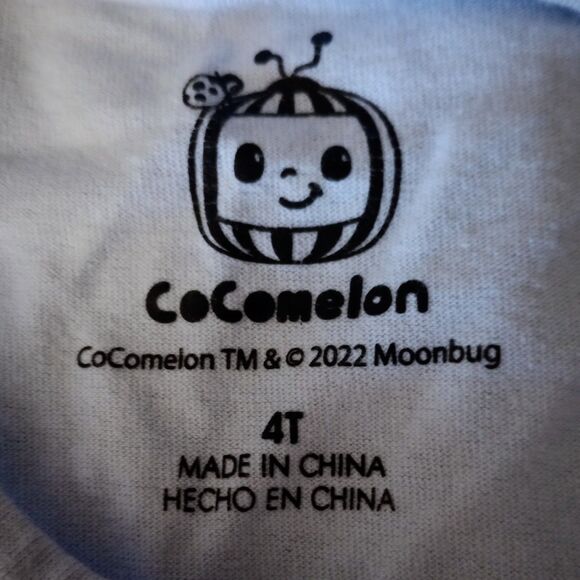 CoComelon
CoComelon TM & © 2022 Moonbug
4T
MADE IN CHINA
HECHO EN CHINA